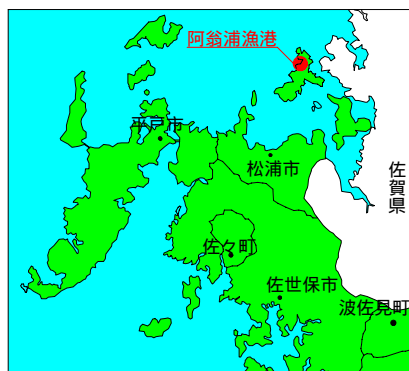 阿翁浦漁港
平戸市
松浦市
佐賀県
佐々町
佐世保市
波佐見町